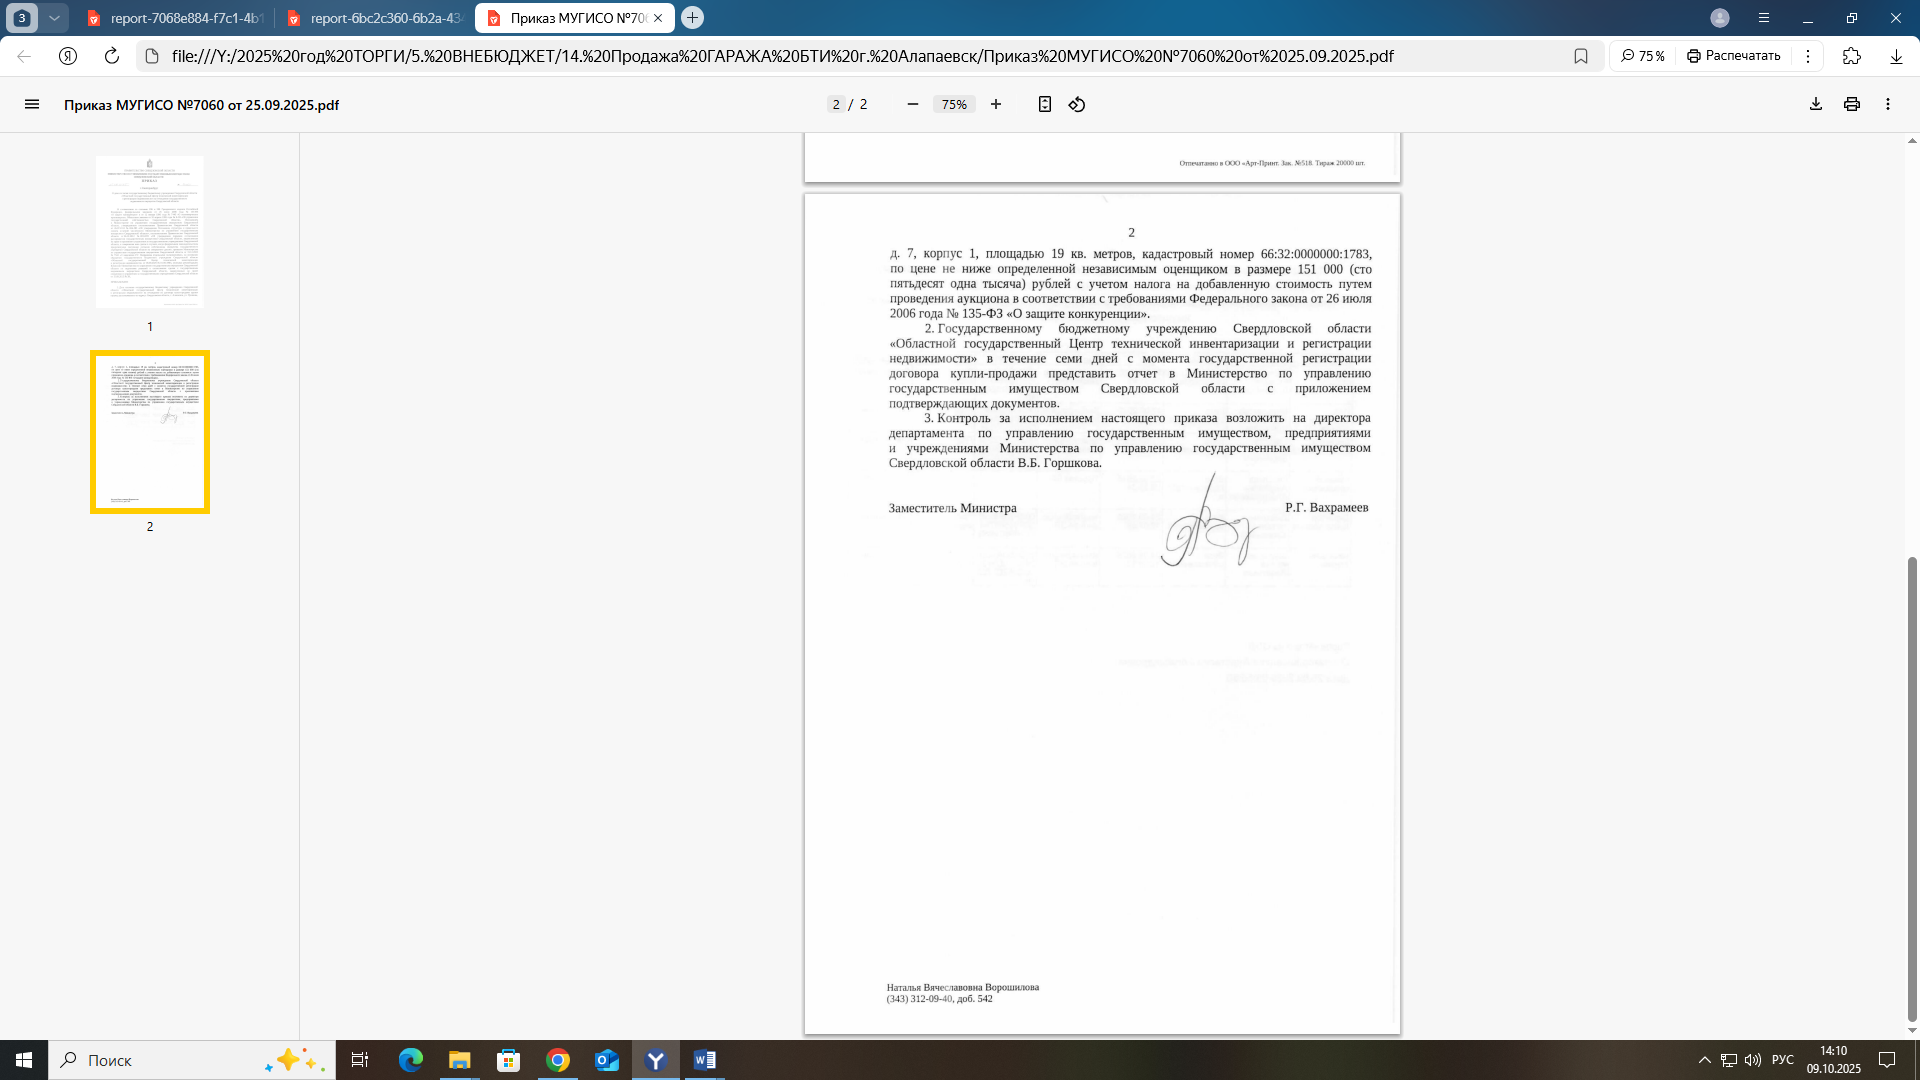 3
report-7068e884-f7c1-4b1
report-6bc2c360-6b2a-434
Приказ МУГИСО №706
file:///Y:/2025%20год%20ТОРГИ/5.%20ВНЕБЮДЖЕТ/14.%20Продажа%20ГАРАЖА%20БТИ%20г.%20Алапаевск/Приказ%20МУГИСО%20№7060%20от%2025.09.2025.pdf
75 %
Распечатать
Приказ МУГИСО №7060 от 25.09.2025.pdf
2 / 2
75%
1
2
Отпечатанно в ООО «Арт-Принт. Зак. №518. Тираж 20000 шт.
2
д. 7, корпус 1, площадью 19 кв. метров, кадастровый номер 66:32:0000000:1783,
по цене не ниже определенной независимым оценщиком в размере 151 000 (сто
пятьдесят одна тысяча) рублей с учетом налога на добавленную стоимость путем
проведения аукциона в соответствии с требованиями Федерального закона от 26 июля
2006 года № 135-ФЗ «О защите конкуренции».
2. Государственному бюджетному учреждению Свердловской области
«Областной государственный Центр технической инвентаризации и регистрации
недвижимости» в течение семи дней с момента государственной регистрации
договора купли-продажи представить отчет в Министерство по управлению
государственным имуществом Свердловской области с приложением
подтверждающих документов.
3. Контроль за исполнением настоящего приказа возложить на директора
департамента по управлению государственным имуществом, предприятиями
и учреждениями Министерства по управлению государственным имуществом
Свердловской области В.Б. Горшкова.
Заместитель Министра
Р.Г. Вахрамеев
Наталья Вячеславовна Ворошилова
(343) 312-09-40, доб. 542
Поиск
РУС
14:10
09.10.2025